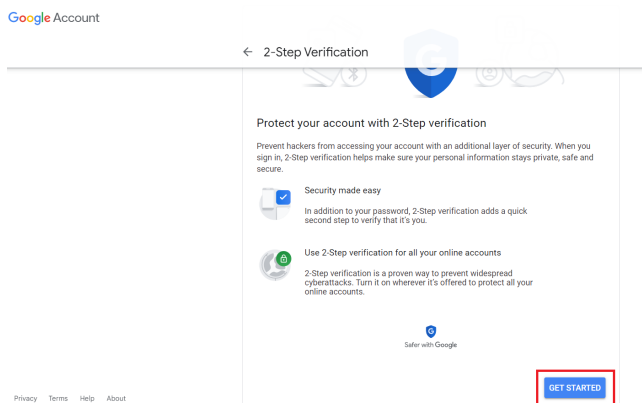 Google Account
← 2-Step Verification
Protect your account with 2-Step verification
Prevent hackers from accessing your account with an additional layer of security. When you
sign in, 2-Step verification helps make sure your personal information stays private, safe and
secure.
Security made easy
In addition to your password, 2-Step verification adds a quick
second step to verify that it's you.
Use 2-Step verification for all your online accounts
2-Step verification is a proven way to prevent widespread
cyberattacks. Turn it on wherever it's offered to protect all your
online accounts.
Safer with Google
GET STARTED
Privacy Terms Help About